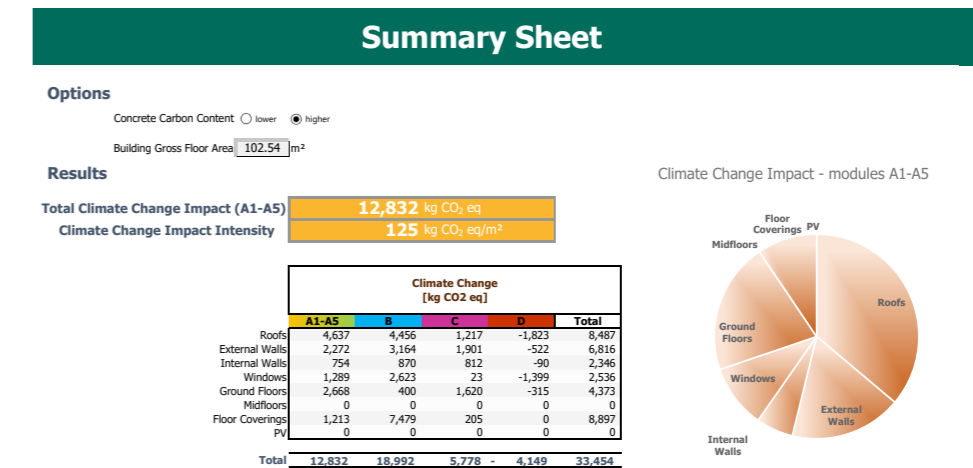 Summary Sheet
Options
Concrete Carbon Content lower higher
Building Gross Floor Area 102.54 m²
Results
Total Climate Change Impact (A1-A5) 12,832 kg CO₂ eq
Climate Change Impact Intensity 125 kg CO₂ eq/m²
Climate Change
[kg CO2 eq]
A1-A5 B C D Total
Roofs 4,637 4,456 1,217 -1,823 8,487
External Walls 2,272 3,164 1,901 -522 6,816
Internal Walls 754 870 812 -90 2,346
Windows 1,289 2,623 23 -1,399 2,536
Ground Floors 2,668 400 1,620 -315 4,373
Midfloors 0 0 0 0 0
Floor Coverings 1,213 7,479 205 0 8,897
PV 0 0 0 0 0
Total 12,832 18,992 5,778 - 4,149 33,454
Climate Change Impact - modules A1-A5
Floor
Coverings PV
Midfloors
Roofs
Ground
Floors
Windows
External
Walls
Internal
Walls